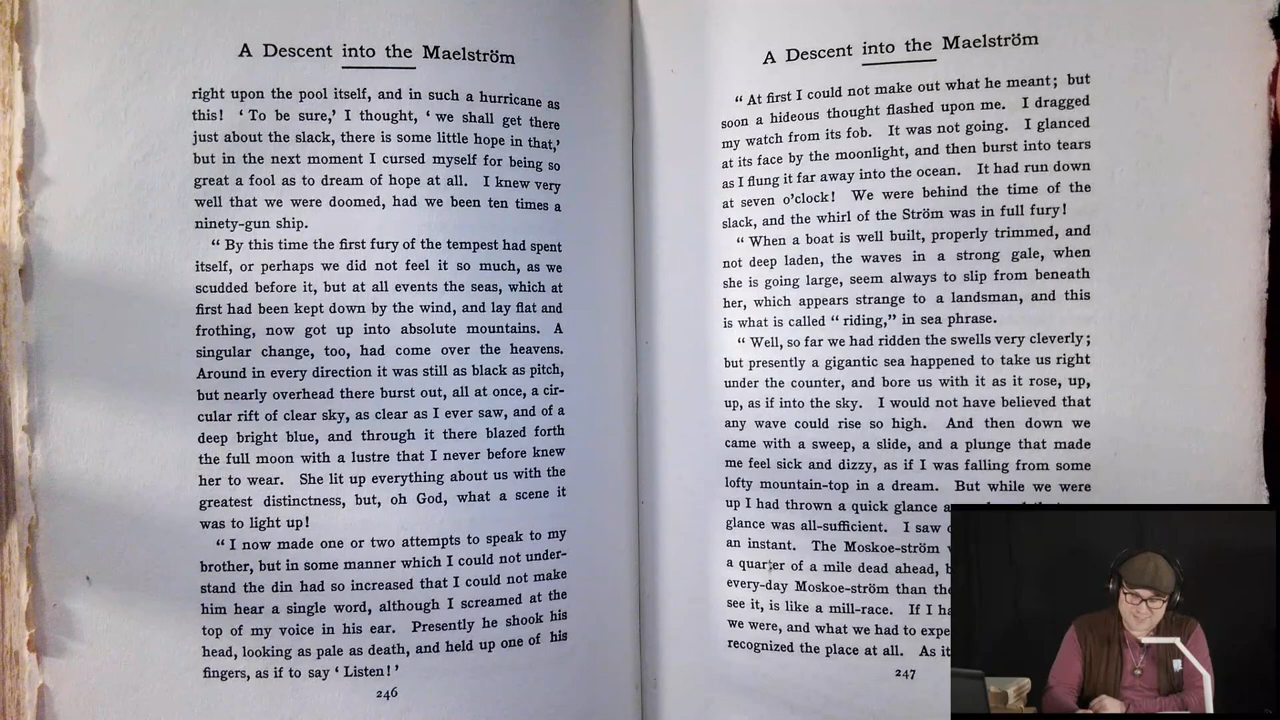 A Descent into the Maelström
right upon the pool itself, and in such a hurricane as
this! ‘ To be sure,’ I thought, ‘ we shall get there
just about the slack, there is some little hope in that,’
but in the next moment I cursed myself for being so
great a fool as to dream of hope at all. I knew very
well that we were doomed, had we been ten times a
ninety-gun ship.
“ By this time the first fury of the tempest had spent
itself, or perhaps we did not feel it so much, as we
scudded before it, but at all events the seas, which at
first had been kept down by the wind, and lay flat and
frothing, now got up into absolute mountains. A
singular change, too, had come over the heavens.
Around in every direction it was still as black as pitch,
but nearly overhead there burst out, all at once, a cir-
cular rift of clear sky, as clear as I ever saw, and of a
deep bright blue, and through it there blazed forth
the full moon with a lustre that I never before knew
her to wear. She lit up everything about us with the
greatest distinctness, but, oh God, what a scene it
was to light up!
“ I now made one or two attempts to speak to my
brother, but in some manner which I could not under-
stand the din had so increased that I could not make
him hear a single word, although I screamed at the
top of my voice in his ear. Presently he shook his
head, looking as pale as death, and held up one of his
fingers, as if to say ‘ Listen! ’
246
A Descent into the Maelström
“ At first I could not make out what he meant; but
soon a hideous thought flashed upon me. I dragged
my watch from its fob. It was not going. I glanced
at its face by the moonlight, and then burst into tears
as I flung it far away into the ocean. It had run down
at seven o’clock! We were behind the time of the
slack, and the whirl of the Ström was in full fury!
“ When a boat is well built, properly trimmed, and
not deep laden, the waves in a strong gale, when
she is going large, seem always to slip from beneath
her, which appears strange to a landsman, and this
is what is called “ riding,” in sea phrase.
“ Well, so far we had ridden the swells very cleverly;
but presently a gigantic sea happened to take us right
under the counter, and bore us with it as it rose, up,
up, as if into the sky. I would not have believed that
any wave could rise so high. And then down we
came with a sweep, a slide, and a plunge that made
me feel sick and dizzy, as if I was falling from some
lofty mountain-top in a dream. But while we were
up I had thrown a quick glance
glance was all-sufficient. I saw
an instant. The Moskoe-ström
a quarter of a mile dead ahead,
every-day Moskoe-ström than
see it, is like a mill-race. If I
we were, and what we had to
recognized the place at all. As it
247